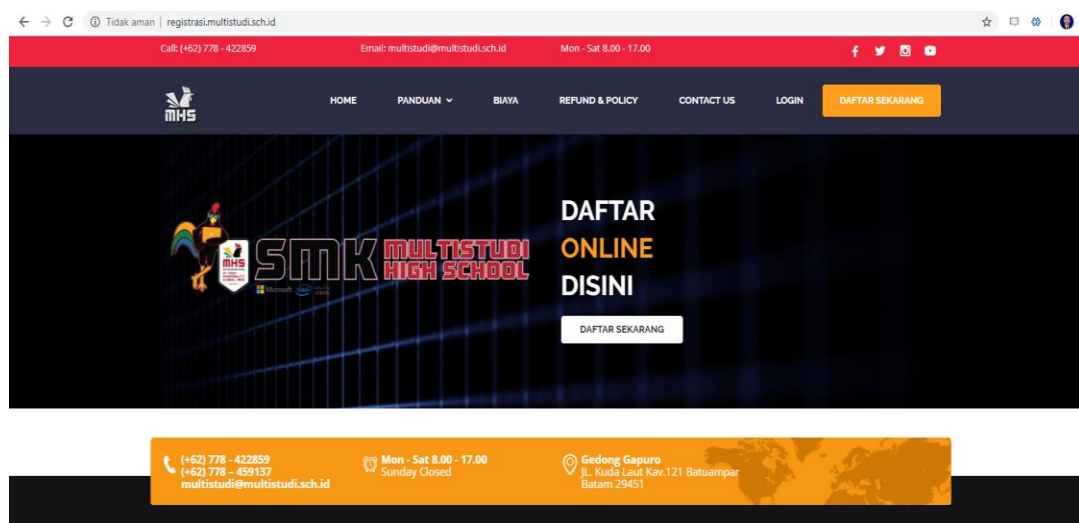 Tidak aman
registrasi.multistudi.sch.id
Call: (+62) 778 - 422859
Email: multistudi@multistudi.sch.id
Mon - Sat 8.00 - 17.00
MHS
HOME
PANDUAN
BIAYA
REFUND & POLICY
CONTACT US
LOGIN
DAFTAR SEKARANG
MHS
SMK MULTISTUDI
HIGH SCHOOL
Microsoft intel
DAFTAR
ONLINE
DISINI
DAFTAR SEKARANG
(+62) 778 - 422859
(+62) 778 – 459137
multistudi@multistudi.sch.id
Mon - Sat 8.00 - 17.00
Sunday Closed
Gedong Gapuro
JL. Kuda Laut Kav.121 Batuampar
Batam 29451